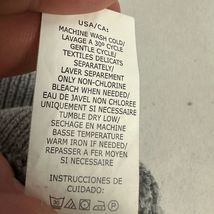 USA/CA:
MACHINE WASH COLD/
LAVAGE A 30º CYCLE
GENTLE CYCLE/
TEXTILES DELICATS
SEPARATELY/
LAVER SEPAREMENT
ONLY NON-CHLORINE
BLEACH WHEN NEEDED/
EAU DE JAVEL NON CHLOREE
UNIQUEMENT SI NECESSAIRE
TUMBLE DRY LOW/
SECHAGE EN MACHINE
BASSE TEMPERATURE
WARM IRON IF NEEDED/
REPASSER A FER MOYEN
SI NECESSAIRE
INSTRUCCIONES DE
CUIDADO:
30